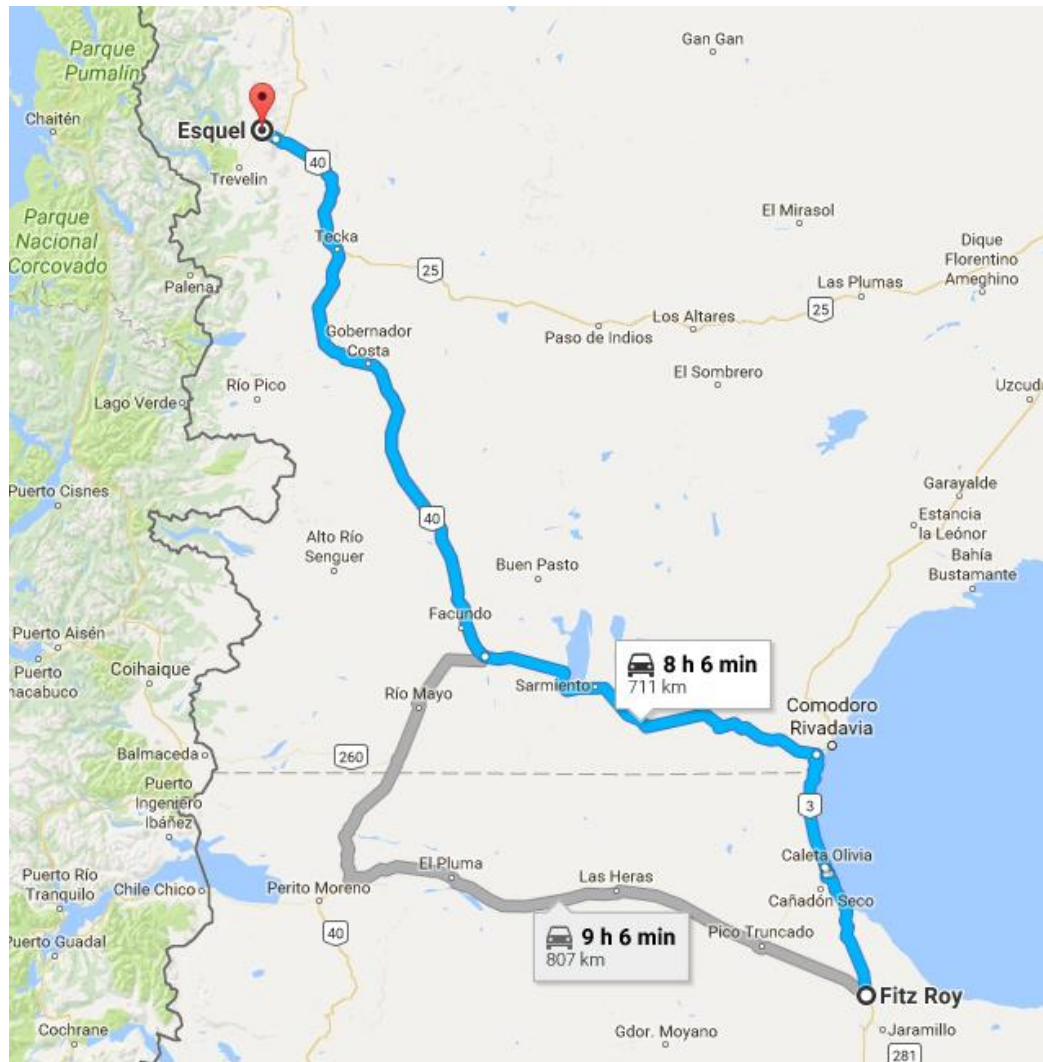 Gan Gan
Parque
Pumalín
Chaitén
Esquel
40
Trevelin
El Mirasol
Parque
Nacional
Corcovado
Tecka
25
Dique
Florentino
Ameghino
Las Plumas
Palena
25
Los Altares
Paso de Indios
Gobernador
Costa
El Sombrero
Río Pico
Uzcud
Lago Verde
Puerto Cisnes
Garayalde
40
Estancia
la Leónor
Alto Río
Senguer
Bahía
Bustamante
Buen Pasto
Facundo
Puerto Aisén
Puerto
hacabuco
Coihaique
8 h 6 min
711 km
Sarmiento
Río Mayo
Comodoro
Rivadavia
Balmaceda
260
Puerto
Ingeniero
Ibáñez
3
Caleta Olivia
El Pluma
Las Heras
Puerto Río
Tranquilo
Chile Chico
Perito Moreno
Cañadón Seco
40
9 h 6 min
807 km
Pico Truncado
Puerto Guadal
Fitz Roy
Cochrane
Gdor. Moyano
Jaramillo
281